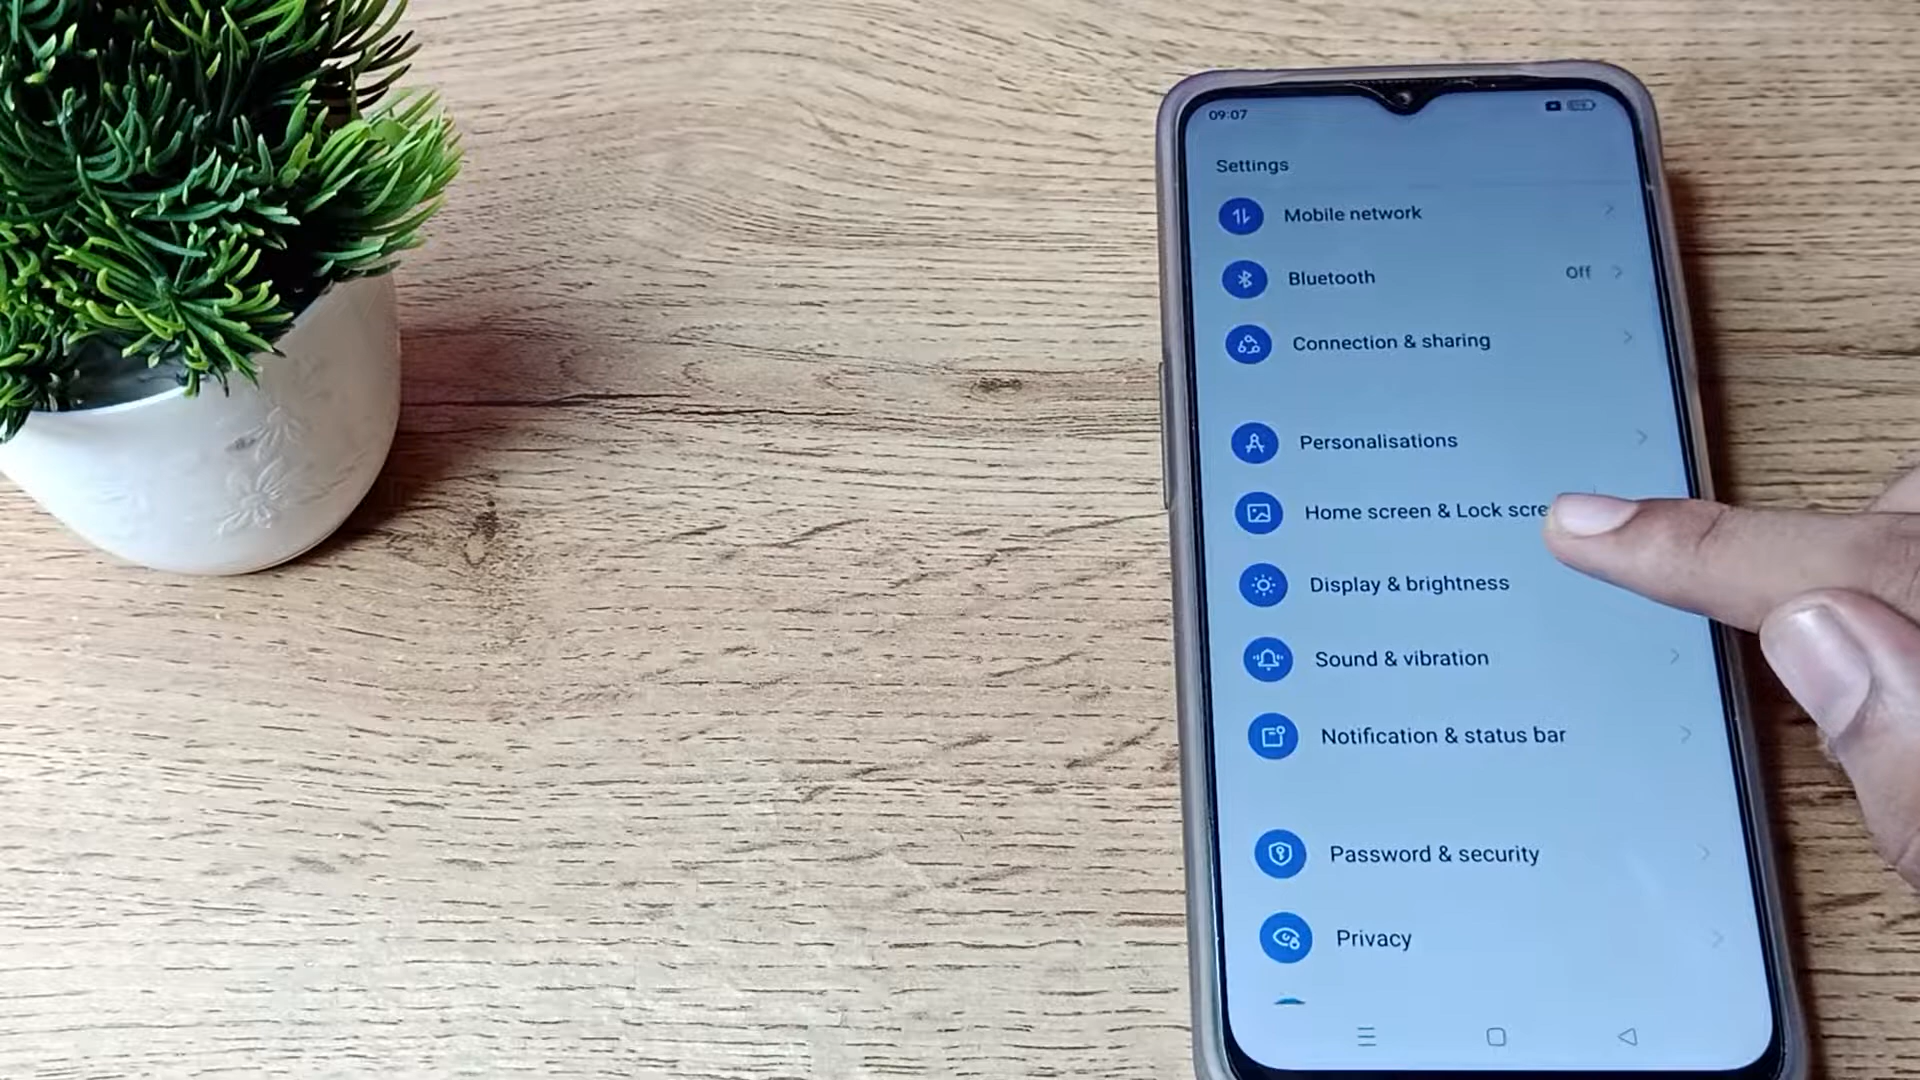 09:07
Settings
Mobile network
Bluetooth Off
Connection & sharing
Personalisations
Home screen & Lock scre
Display & brightness
Sound & vibration
Notification & status bar
Password & security
Privacy